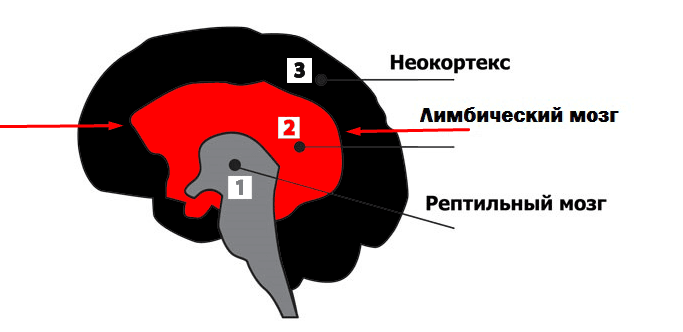 3
Неокортекс
Лимбический мозг
2
1
Рептильный мозг